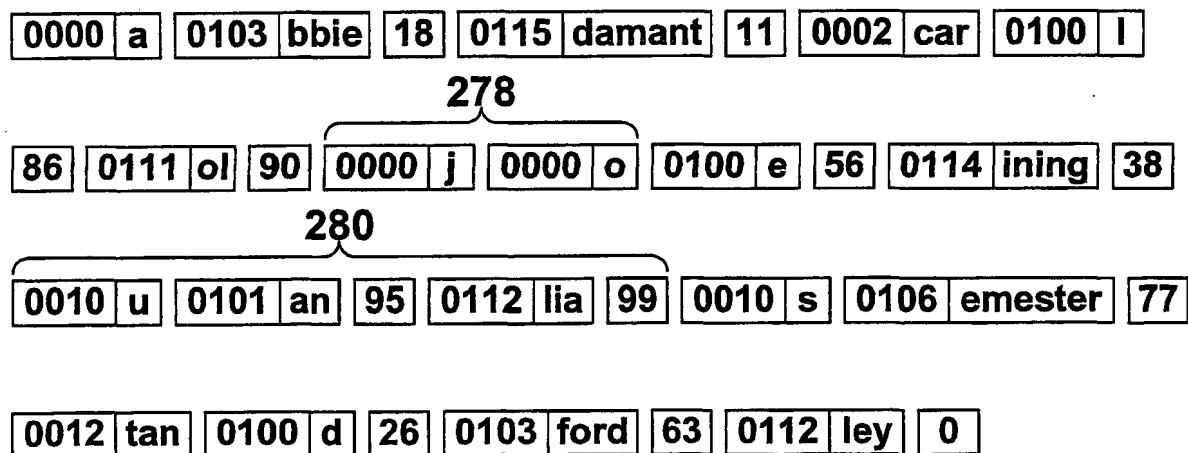 0000 a 0103 bbie 18 0115 damant 11 0002 car 0100 l
278
86 0111 ol 90 0000 j 0000 o 0100 e 56 0114 ining 38
280
0010 u 0101 an 95 0112 lia 99 0010 s 0106 emester 77
0012 tan 0100 d 26 0103 ford 63 0112 ley 0